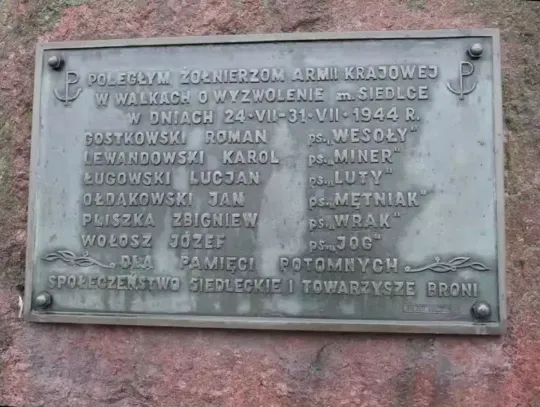 POLEGŁYM ŻOŁNIERZOM ARMII KRAJOWEJ
W WALKACH O WYZWOLENIE m. SIEDLCE
W DNIACH 24-VII-31-VII-1944 R.
GOSTKOWSKI ROMAN ps. „WESOŁY"
LEWANDOWSKI KAROL ps. „MINER"
ŁUGOWSKI LUCJAN ps. „LUTY"
OŁDAKOWSKI JAN ps. „MĘTNIAK"
PLISZKA ZBIGNIEW ps. „WRAK"
WOŁOSZ JÓZEF ps. „JOG"
DLA PAMIĘCI POTOMNYCH
SPOŁECZEŃSTWO SIEDLECKIE I TOWARZYSZE BRONI